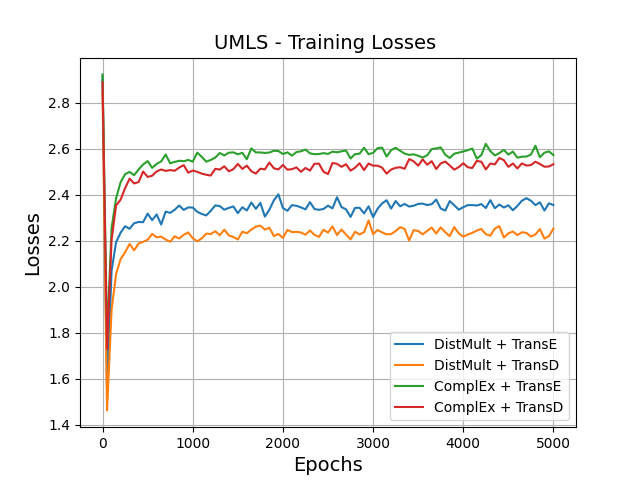 UMLS - Training Losses
Losses
2.8
2.6
2.4
2.2
2.0
1.8
1.6
1.4
0
1000
2000
3000
4000
5000
Epochs
DistMult + TransE
DistMult + TransD
ComplEx + TransE
ComplEx + TransD